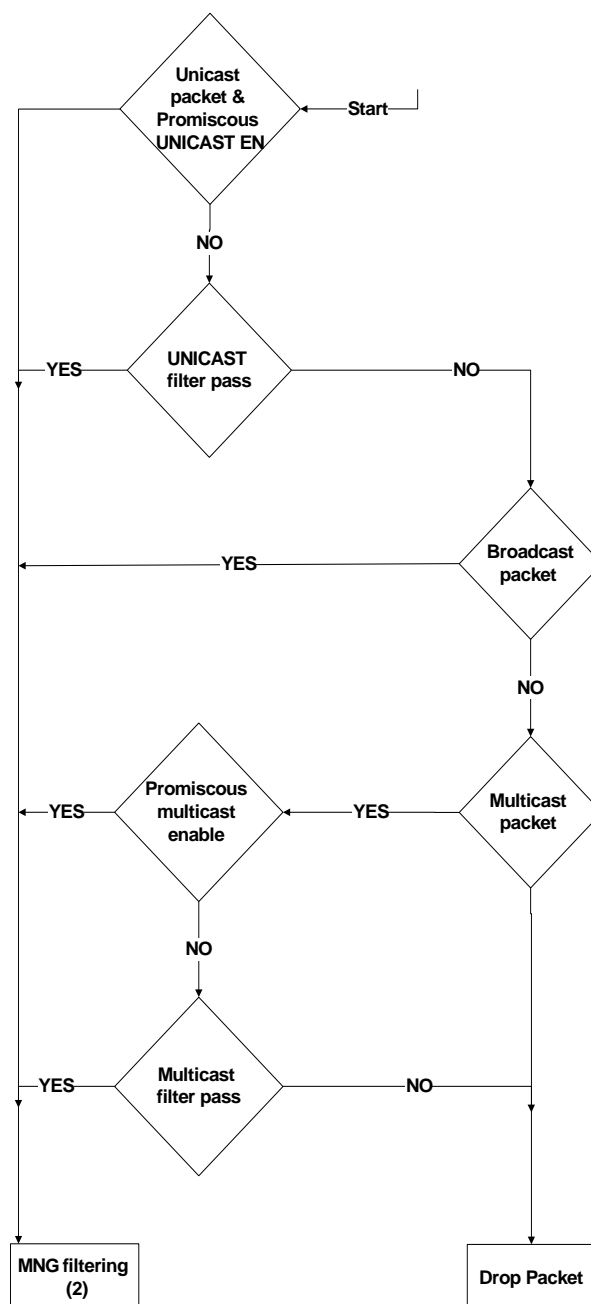 Unicast
packet &
Promiscous
UNICAST EN
Start
NO
UNICAST
filter pass
YES
NO
Broadcast
packet
YES
NO
Promiscous
multicast
enable
YES
YES
Multicast
packet
NO
Multicast
filter pass
YES
NO
MNG filtering
(2)
Drop Packet